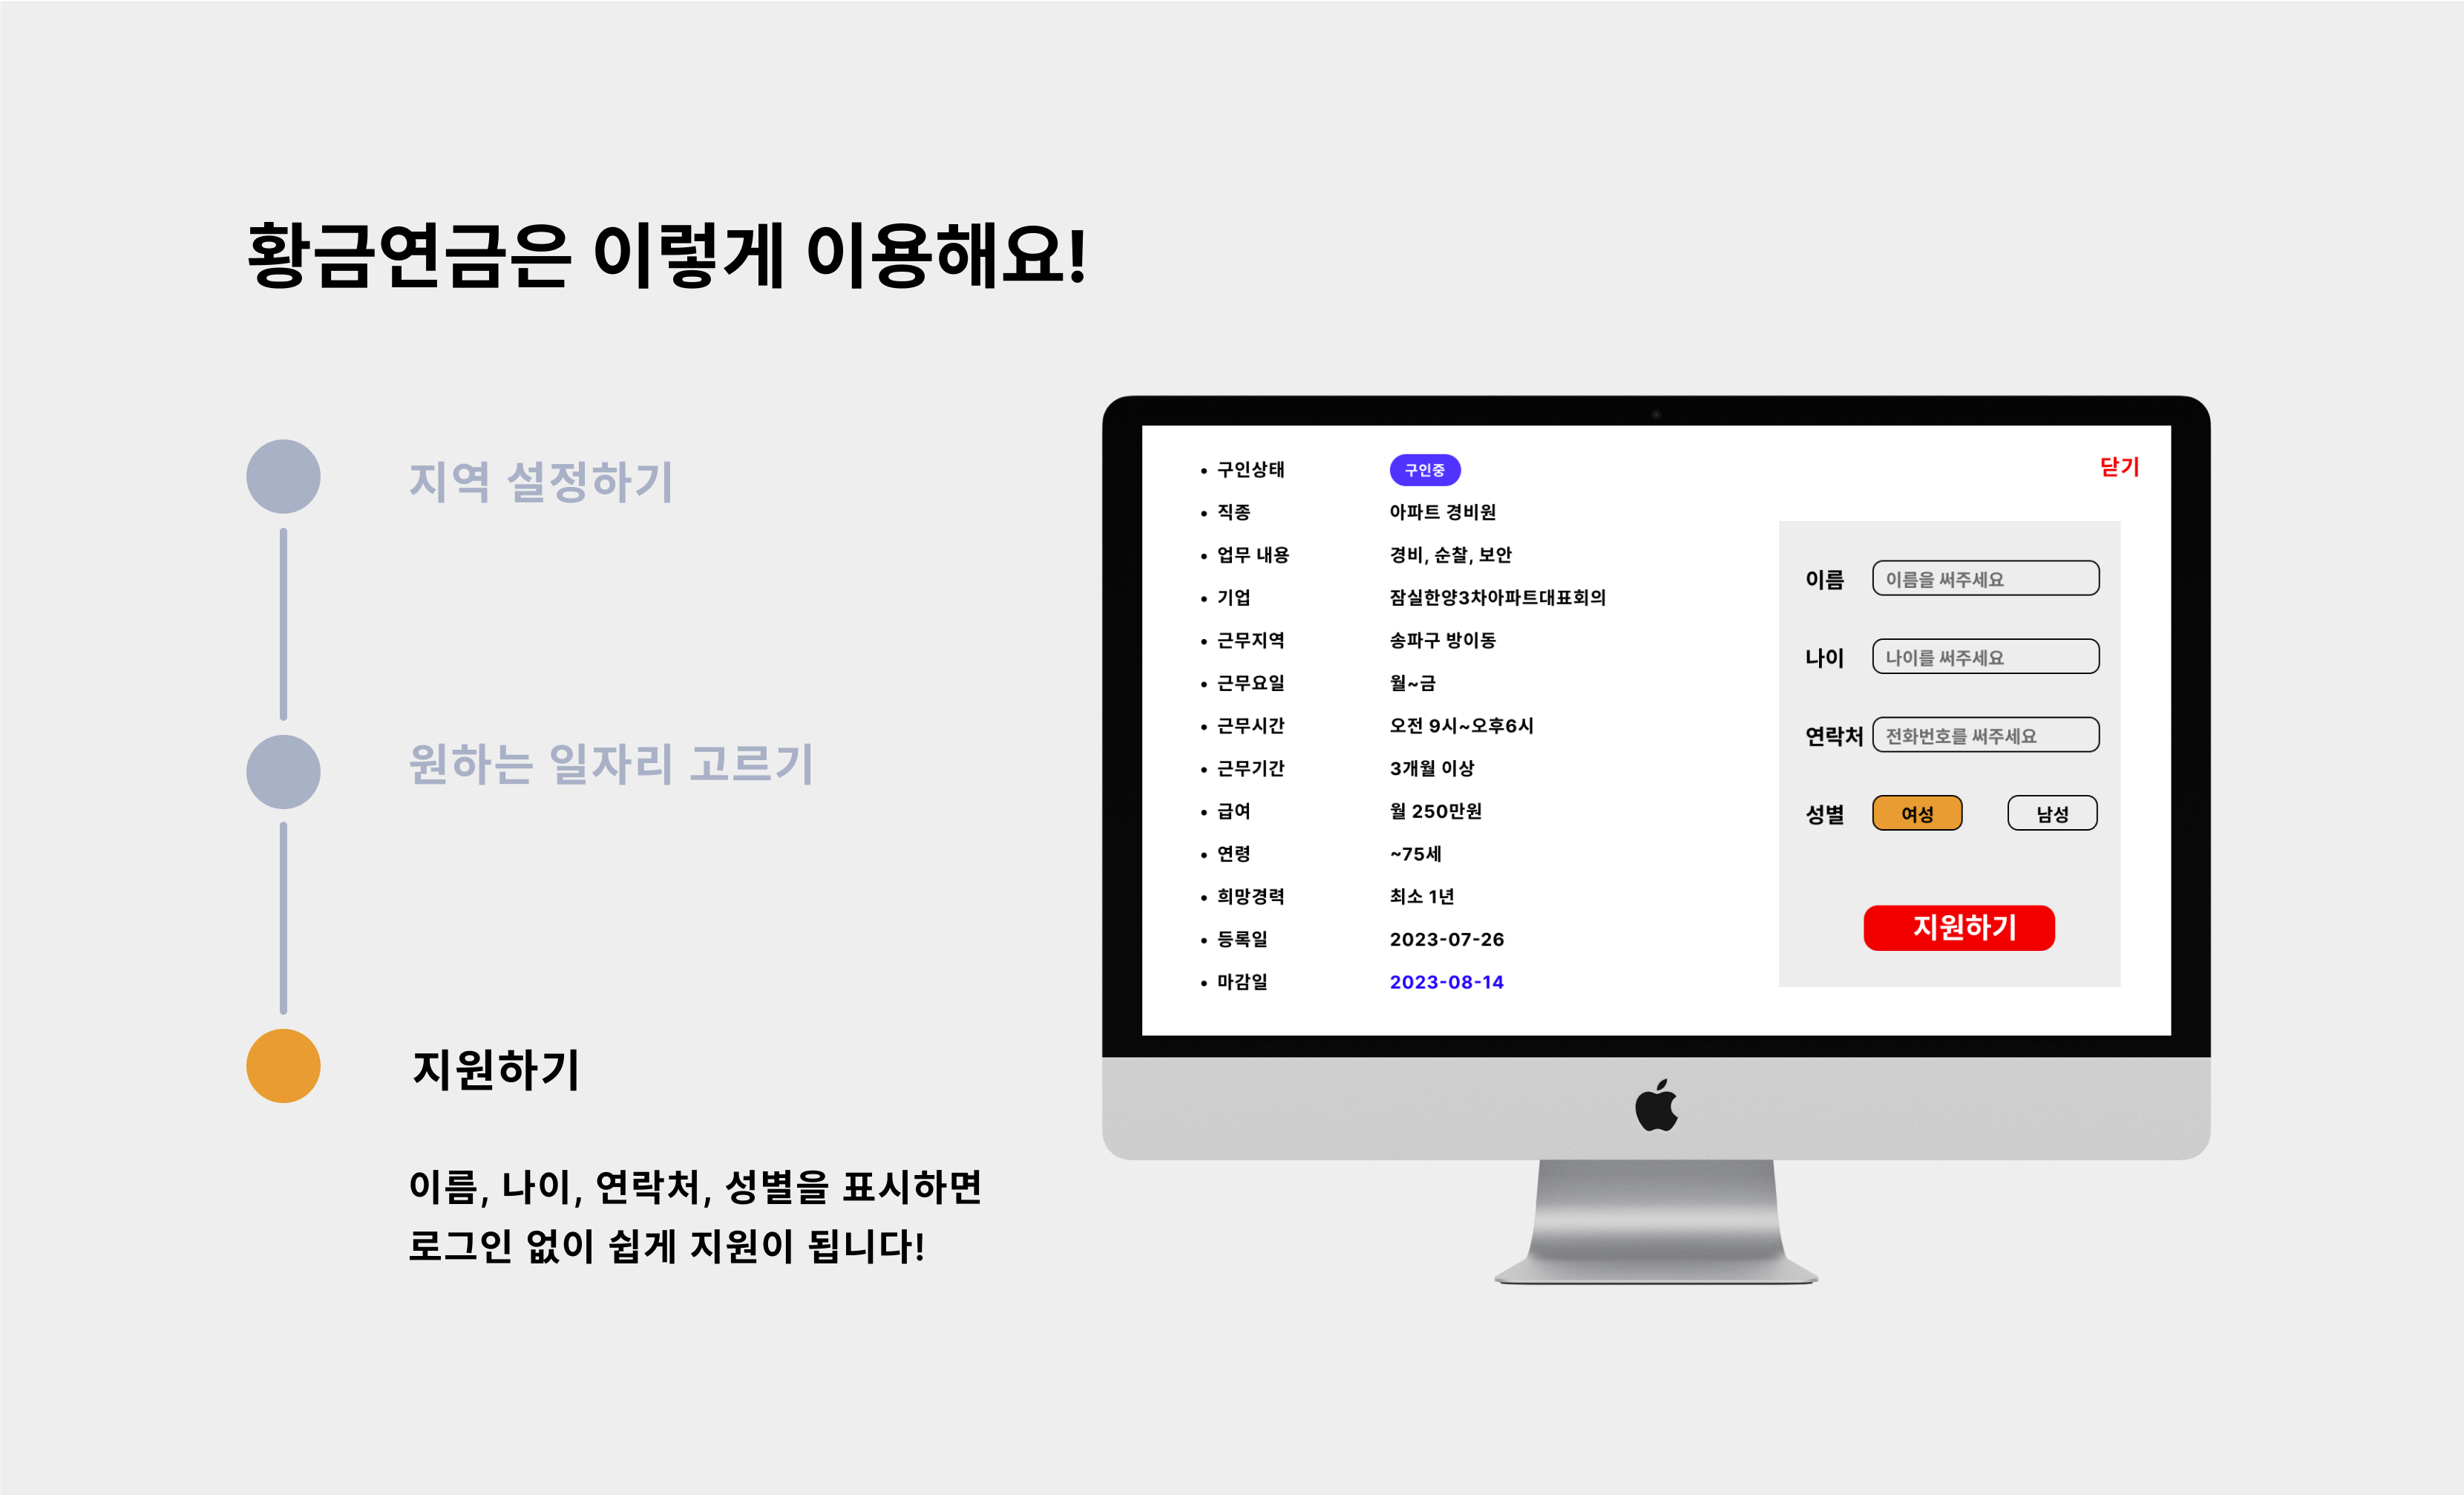 황금연금은 이렇게 이용해요!
지역 설정하기
원하는 일자리 고르기
지원하기
이름, 나이, 연락처, 성별을 표시하면
로그인 없이 쉽게 지원이 됩니다!
닫기
• 구인상태 구인중
• 직종 아파트 경비원
• 업무 내용 경비, 순찰, 보안
• 기업 잠실한양3차아파트대표회의
• 근무지역 송파구 방이동
• 근무요일 월~금
• 근무시간 오전 9시~오후6시
• 근무기간 3개월 이상
• 급여 월 250만원
• 연령 ~75세
• 희망경력 최소 1년
• 등록일 2023-07-26
• 마감일 2023-08-14
이름 이름을 써주세요
나이 나이를 써주세요
연락처 전화번호를 써주세요
성별 여성 남성
지원하기